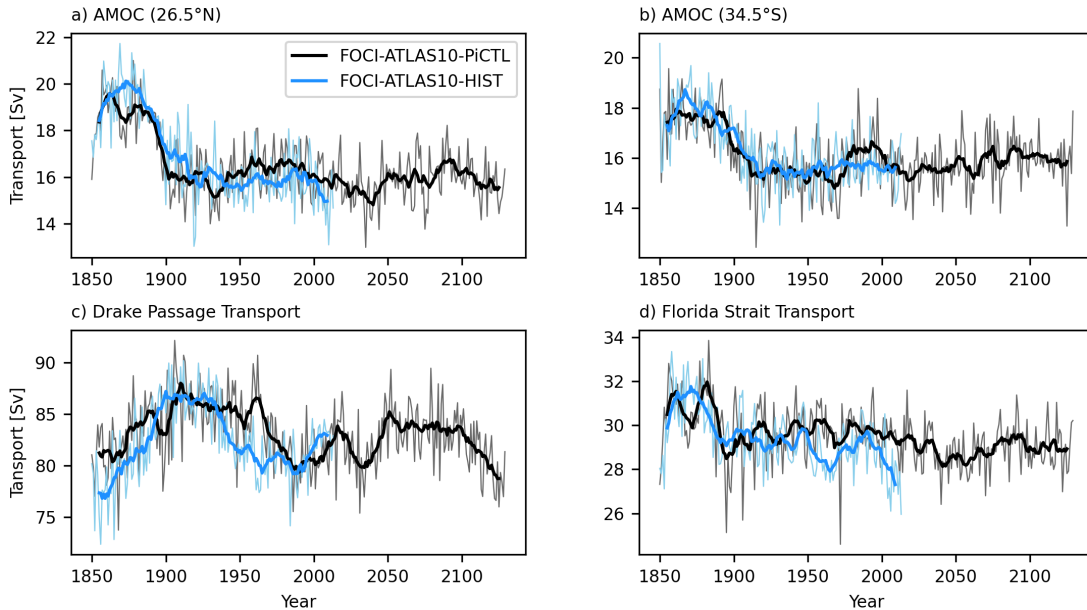 a) AMOC (26.5°N)
22
20
18
16
14
Transport [Sv]
FOCI-ATLAS10-PiCTL
FOCI-ATLAS10-HIST
1850 1900 1950 2000 2050 2100
b) AMOC (34.5°S)
20
18
16
14
1850 1900 1950 2000 2050 2100
c) Drake Passage Transport
90
85
80
75
Transport [Sv]
1850 1900 1950 2000 2050 2100
Year
d) Florida Strait Transport
34
32
30
28
26
24
1850 1900 1950 2000 2050 2100
Year